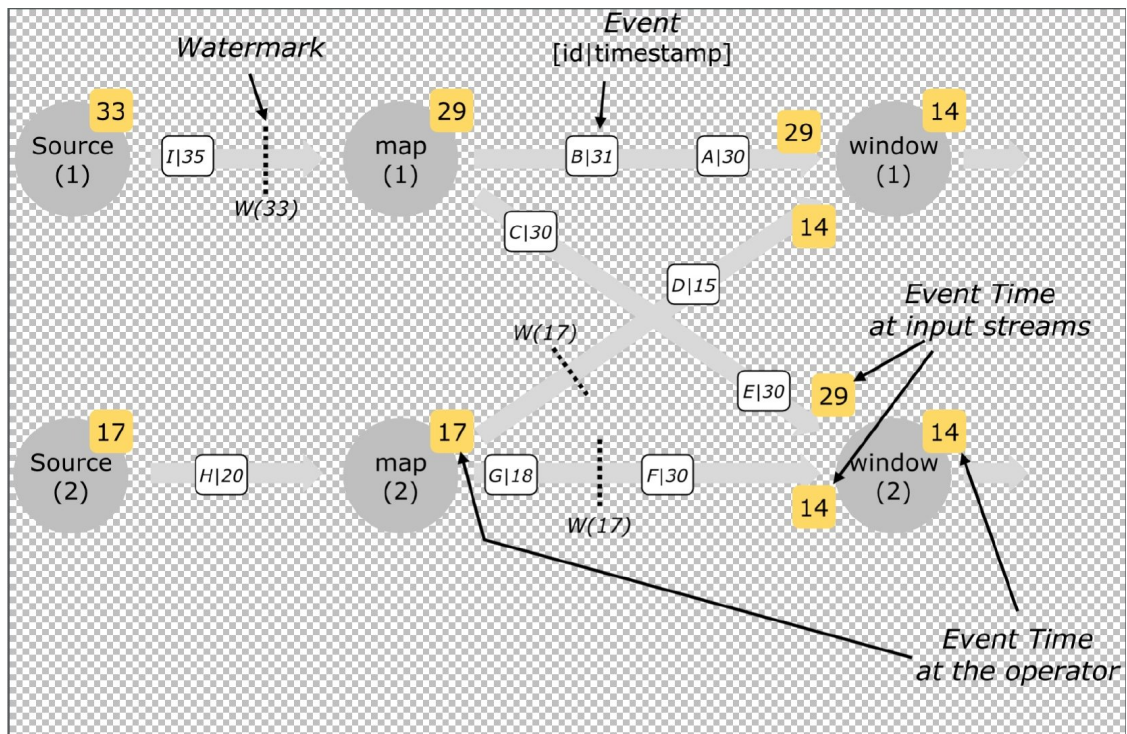 Event
[id|timestamp]
Watermark
33
29
14
Source
(1)
I|35
W(33)
map
(1)
B|31
A|30
29
window
(1)
C|30
14
D|15
Event Time
at input streams
W(17)
E|30
29
17
Source
(2)
H|20
17
map
(2)
G|18
W(17)
F|30
14
14
window
(2)
Event Time
at the operator